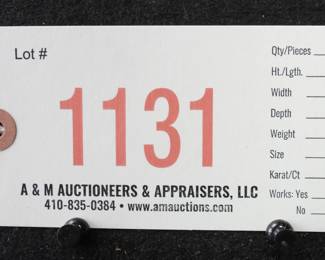 Lot #
1131
A & M AUCTIONEERS & APPRAISERS, LLC
410-835-0384 • www.amauctions.com
Qty/Pieces
Ht./Lgth.
Width
Depth
Weight
Size
Karat/Ct
Works: Yes
No